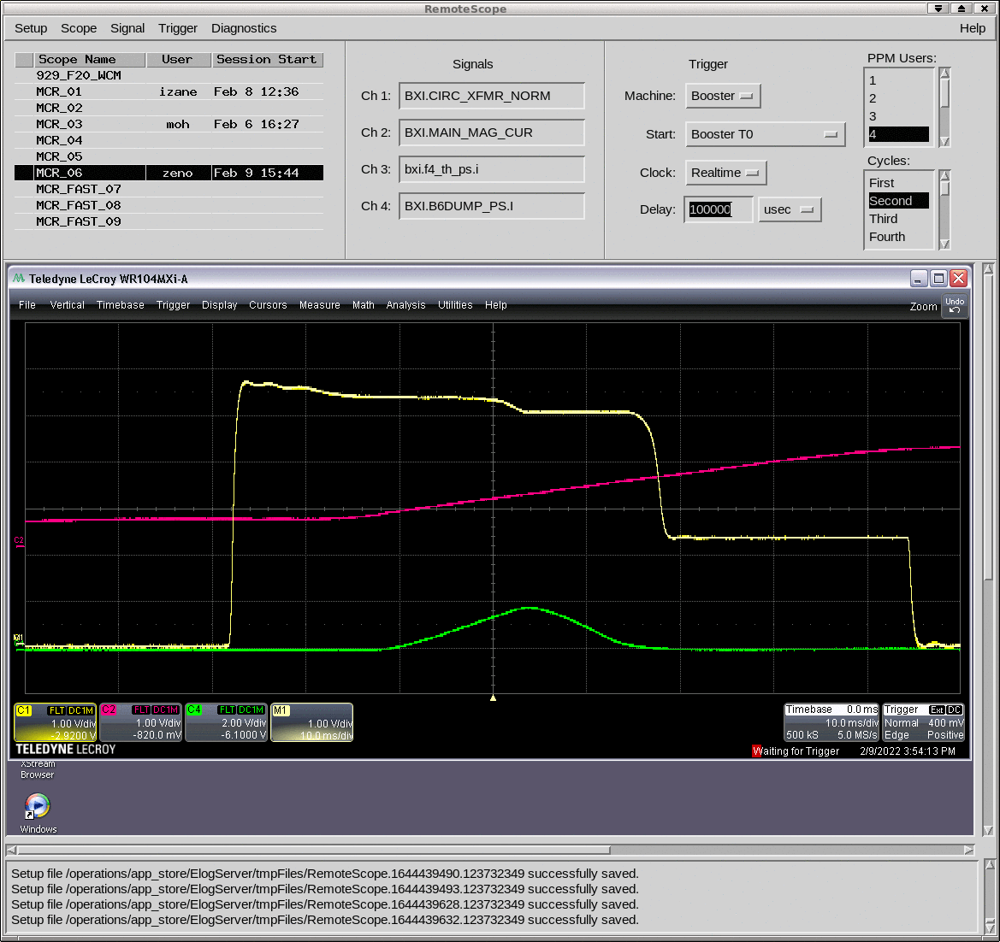 RemoteScope
Setup Scope Signal Trigger Diagnostics Help
Scope Name User Session Start
929_F20_WCM
MCR_01 izane Feb 8 12:36
MCR_02
MCR_03 moh Feb 6 16:27
MCR_04
MCR_05
MCR_06 zeno Feb 9 15:44
MCR_FAST_07
MCR_FAST_08
MCR_FAST_09
Signals
Ch 1: BXI.CIRC_XFMR_NORM
Ch 2: BXI.MAIN_MAG_CUR
Ch 3: bxi.f4_th_ps.i
Ch 4: BXI.B6DUMP_PS.I
Trigger
Machine: Booster
Start: Booster T0
Clock: Realtime
Delay: 100000 usec
PPM Users:
1
2
3
4
Cycles:
First
Second
Third
Fourth
Teledyne LeCroy WR104MXi-A
File Vertical Timebase Trigger Display Cursors Measure Math Analysis Utilities Help Zoom Undo
C2
M1
C1 FLT DC1M
1.00 V/div
-2.9200 V
C2 FLT DC1M
1.00 V/div
-820.0 mV
C4 FLT DC1M
2.00 V/div
-6.1000 V
M1
1.00 V/div
10.0 ms/div
Timebase 0.0 ms
10.0 ms/div
500 kS 5.0 MS/s
Trigger Ext DC
Normal 400 mV
Edge Positive
TELEDYNE LECROY
Waiting for Trigger 2/9/2022 3:54:13 PM
XStream
Browser
Windows
Setup file /operations/app_store/ElogServer/tmpFiles/RemoteScope.1644439490.123732349 successfully saved.
Setup file /operations/app_store/ElogServer/tmpFiles/RemoteScope.1644439493.123732349 successfully saved.
Setup file /operations/app_store/ElogServer/tmpFiles/RemoteScope.1644439628.123732349 successfully saved.
Setup file /operations/app_store/ElogServer/tmpFiles/RemoteScope.1644439632.123732349 successfully saved.